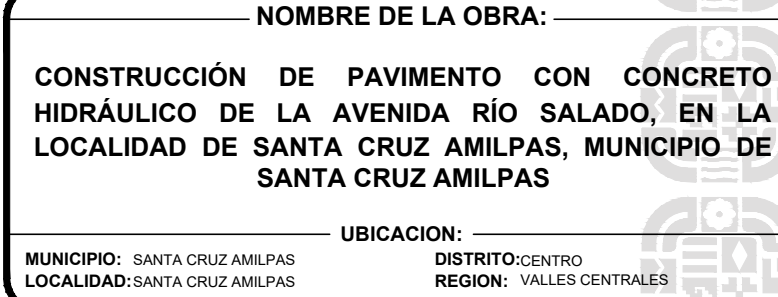 NOMBRE DE LA OBRA:
CONSTRUCCIÓN DE PAVIMENTO CON CONCRETO
HIDRÁULICO DE LA AVENIDA RÍO SALADO, EN LA
LOCALIDAD DE SANTA CRUZ AMILPAS, MUNICIPIO DE
SANTA CRUZ AMILPAS
UBICACION:
MUNICIPIO: SANTA CRUZ AMILPAS DISTRITO:CENTRO
LOCALIDAD:SANTA CRUZ AMILPAS REGION: VALLES CENTRALES